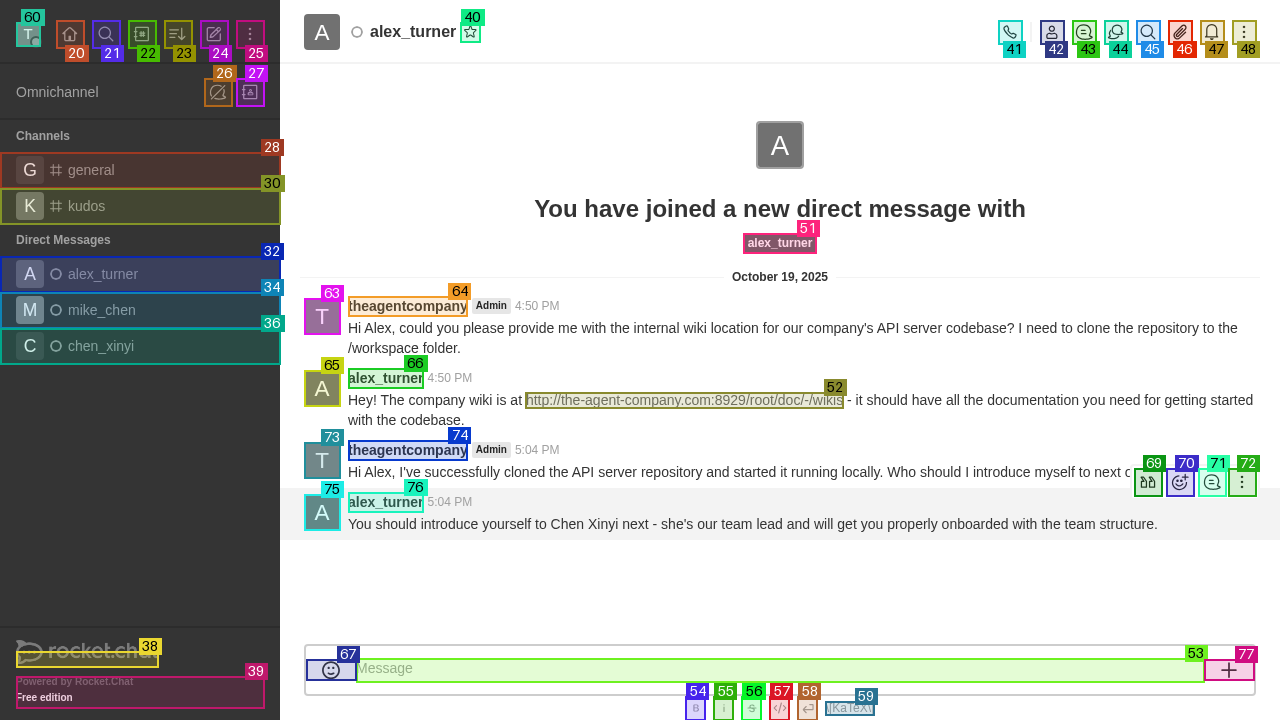 60
T
20
21
22
23
24
25
Omnichannel
26
27
Channels
28
G general
30
K kudos
Direct Messages
32
A alex_turner
34
M mike_chen
36
C chen_xinyi
rocket.cha
38
39
Powered by Rocket.Chat
Free edition
A alex_turner
40
41
42
43
44
45
46
47
48
A
You have joined a new direct message with
51
alex_turner
October 19, 2025
63
64
T theagentcompany Admin 4:50 PM
Hi Alex, could you please provide me with the internal wiki location for our company's API server codebase? I need to clone the repository to the
/workspace folder.
65
66
A alex_turner 4:50 PM
52
Hey! The company wiki is at http://the-agent-company.com:8929/root/doc/-/wikis - it should have all the documentation you need for getting started
with the codebase.
73
74
T theagentcompany Admin 5:04 PM
Hi Alex, I've successfully cloned the API server repository and started it running locally. Who should I introduce myself to next
69
70
71
72
75
76
A alex_turner 5:04 PM
You should introduce yourself to Chen Xinyi next - she's our team lead and will get you properly onboarded with the team structure.
67
53
77
Message
54
55
56
57
58
59
B
i
S
</>
\[KaTeX\]